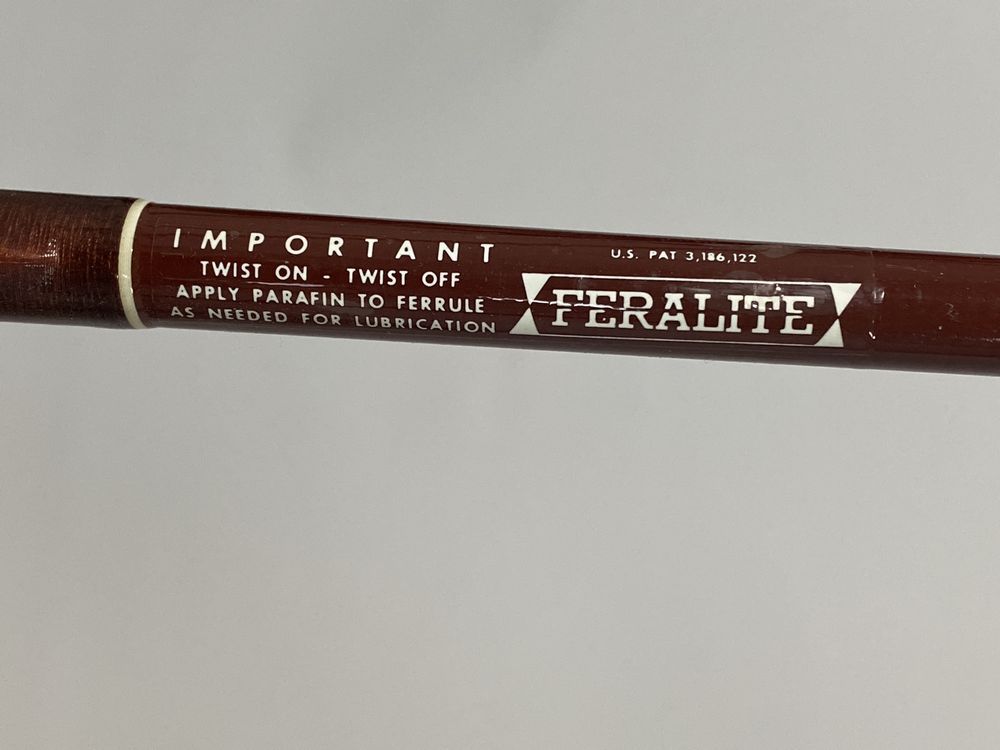 IMPORTANT
TWIST ON - TWIST OFF
APPLY PARAFIN TO FERRULE
AS NEEDED FOR LUBRICATION
U.S. PAT 3,186,122
FERALITE